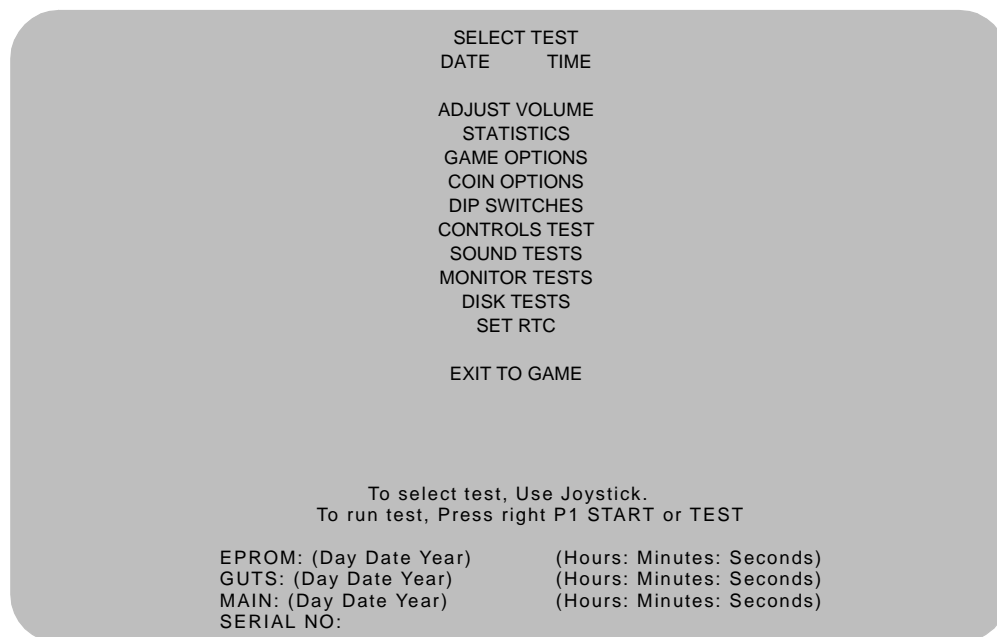 SELECT TEST
DATE TIME
ADJUST VOLUME
STATISTICS
GAME OPTIONS
COIN OPTIONS
DIP SWITCHES
CONTROLS TEST
SOUND TESTS
MONITOR TESTS
DISK TESTS
SET RTC
EXIT TO GAME
To select test, Use Joystick.
To run test, Press right P1 START or TEST
EPROM: (Day Date Year) (Hours: Minutes: Seconds)
GUTS: (Day Date Year) (Hours: Minutes: Seconds)
MAIN: (Day Date Year) (Hours: Minutes: Seconds)
SERIAL NO: